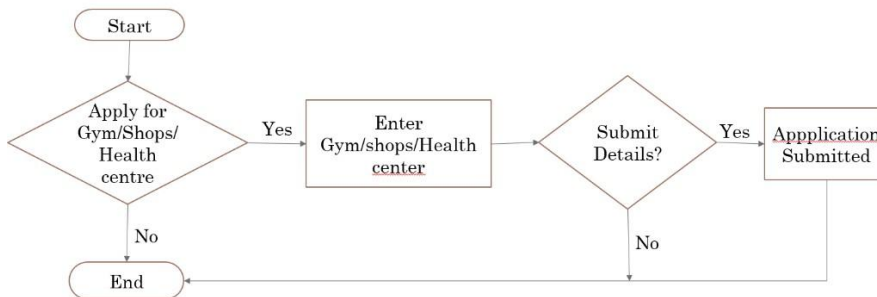 Start
Apply for
Gym/Shops/
Health
centre
Yes
Enter
Gym/shops/Health
center
Submit
Details?
Yes
Appplication
Submitted
No
No
End